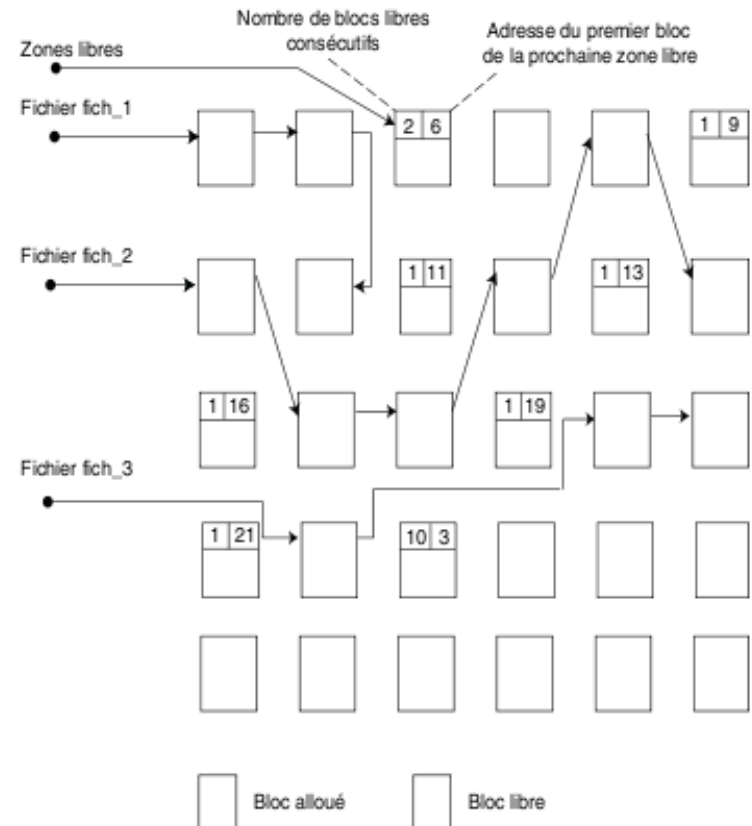 Nombre de blocs libres
consécutifs
Adresse du premier bloc
de la prochaine zone libre
Zones libres
Fichier fich_1
2 6
1 9
Fichier fich_2
1 11
1 13
1 16
1 19
Fichier fich_3
1 21
10 3
Bloc alloué
Bloc libre